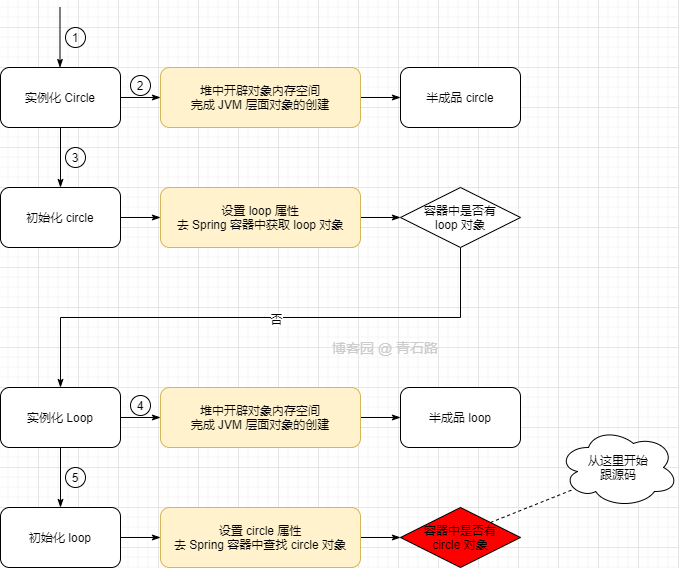 ①
实例化 Circle
②
堆中开辟对象内存空间
完成 JVM 层面对象的创建
半成品 circle
③
初始化 circle
设置 loop 属性
去 Spring 容器中获取 loop 对象
容器中是否有
loop 对象
否
博客园 @ 青石路
实例化 Loop
④
堆中开辟对象内存空间
完成 JVM 层面对象的创建
半成品 loop
从这里开始
跟源码
⑤
初始化 loop
设置 circle 属性
去 Spring 容器中查找 circle 对象
容器中是否有
circle 对象